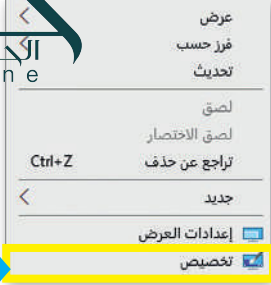 عرض
فرز حسب
تحديث
لصق
لصق الاختصار
تراجع عن حذف Ctrl+Z
جديد
إعدادات العرض
تخصيص